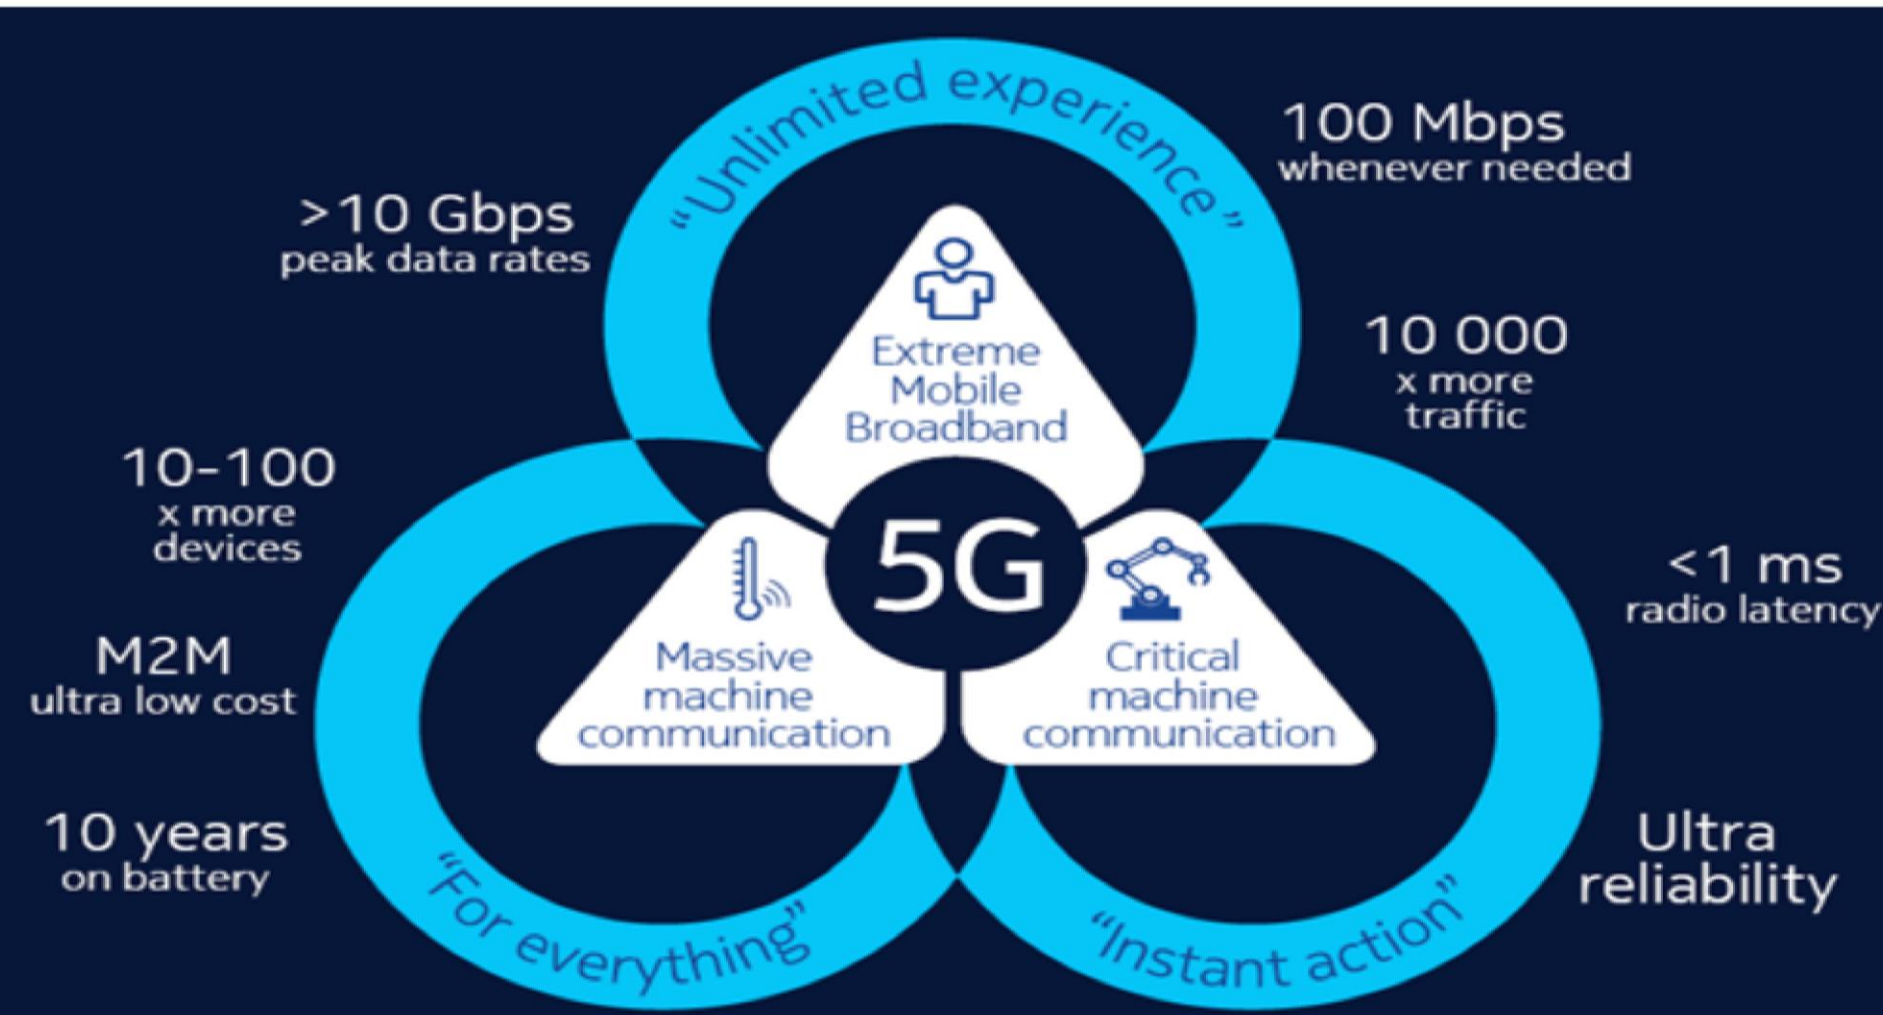 “Unlimited experience”
100 Mbps
whenever needed
>10 Gbps
peak data rates
10 000
x more
traffic
Extreme
Mobile
Broadband
10-100
x more
devices
5G
<1 ms
radio latency
M2M
ultra low cost
Massive
machine
communication
Critical
machine
communication
10 years
on battery
Ultra
reliability
“For everything”
“Instant action”